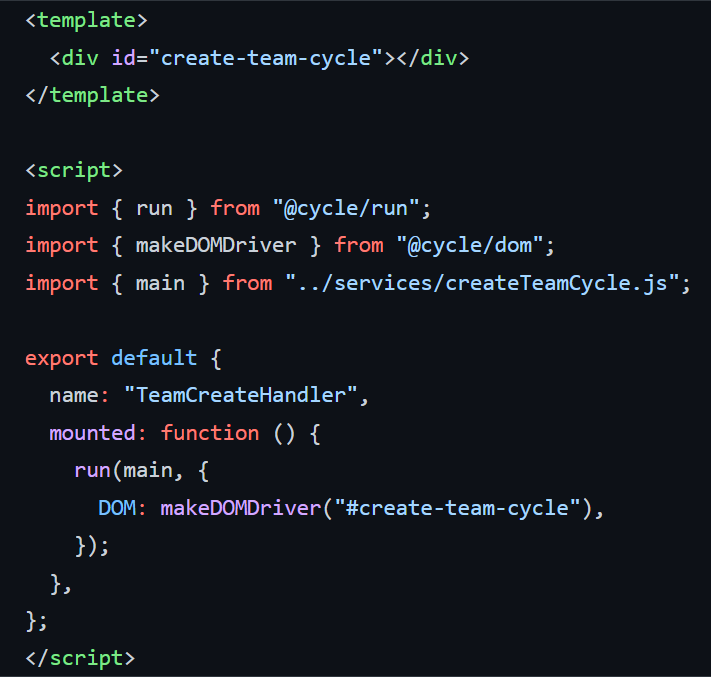 <template>
  <div id="create-team-cycle"></div>
</template>

<script>
import { run } from "@cycle/run";
import { makeDOMDriver } from "@cycle/dom";
import { main } from "../services/createTeamCycle.js";

export default {
  name: "TeamCreateHandler",
  mounted: function () {
    run(main, {
      DOM: makeDOMDriver("#create-team-cycle"),
    });
  },
};
</script>